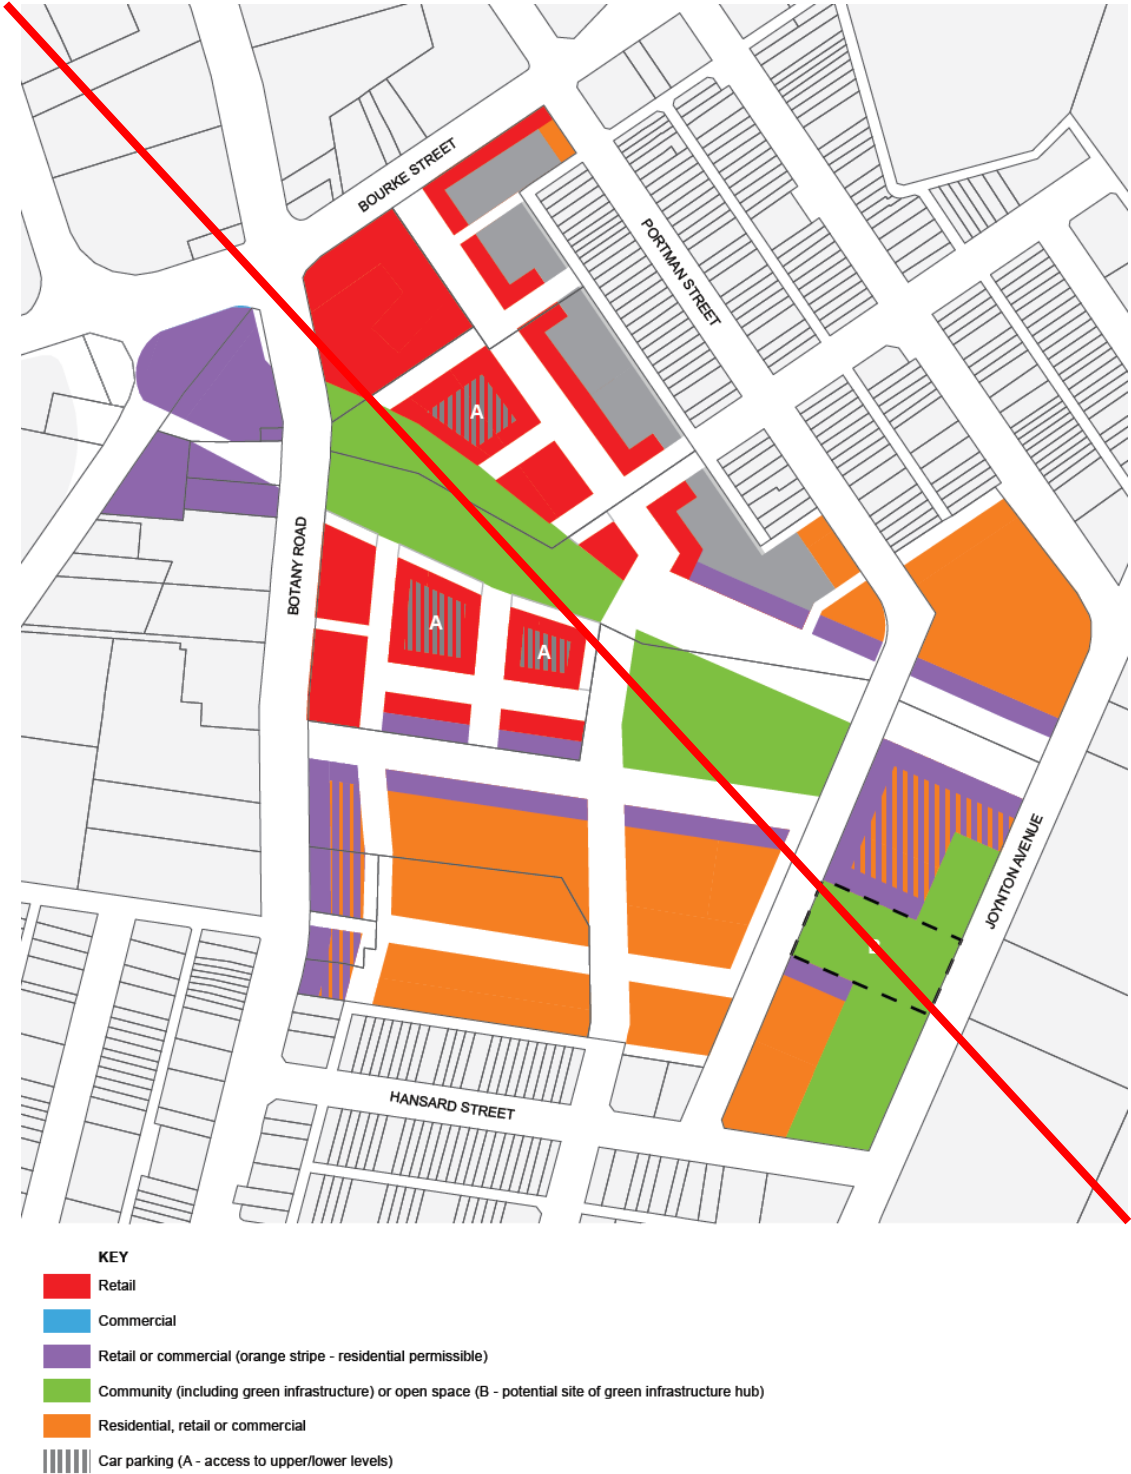 BOURKE STREET
PORTMAN STREET
A
BOTANY ROAD
A
A
JOYNTON AVENUE
HANSARD STREET
KEY
Retail
Commercial
Retail or commercial (orange stripe - residential permissible)
Community (including green infrastructure) or open space (B - potential site of green infrastructure hub)
Residential, retail or commercial
Car parking (A - access to upper/lower levels)